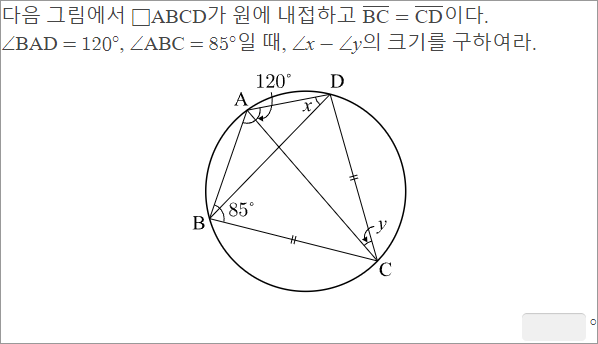 다음 그림에서 □ABCD가 원에 내접하고 BC = CD이다.
∠BAD = 120°, ∠ABC = 85°일 때, ∠x − ∠y의 크기를 구하여라.
120°
A
D
x
B
85°
y
C
°